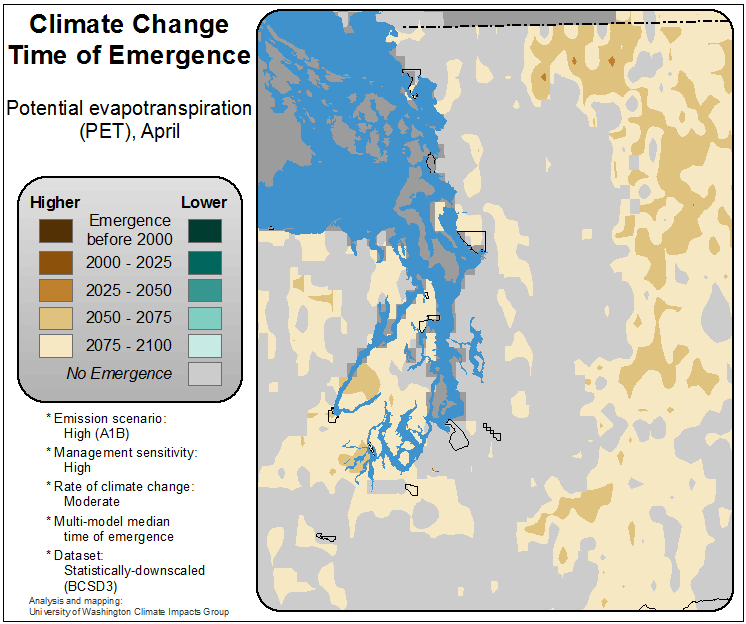 Climate Change
Time of Emergence
Potential evapotranspiration
(PET), April
Higher Lower
Emergence
before 2000
2000 - 2025
2025 - 2050
2050 - 2075
2075 - 2100
No Emergence
* Emission scenario:
High (A1B)
* Management sensitivity:
High
* Rate of climate change:
Moderate
* Multi-model median
time of emergence
* Dataset:
Statistically-downscaled
(BCSD3)
Analysis and mapping:
University of Washington Climate Impacts Group